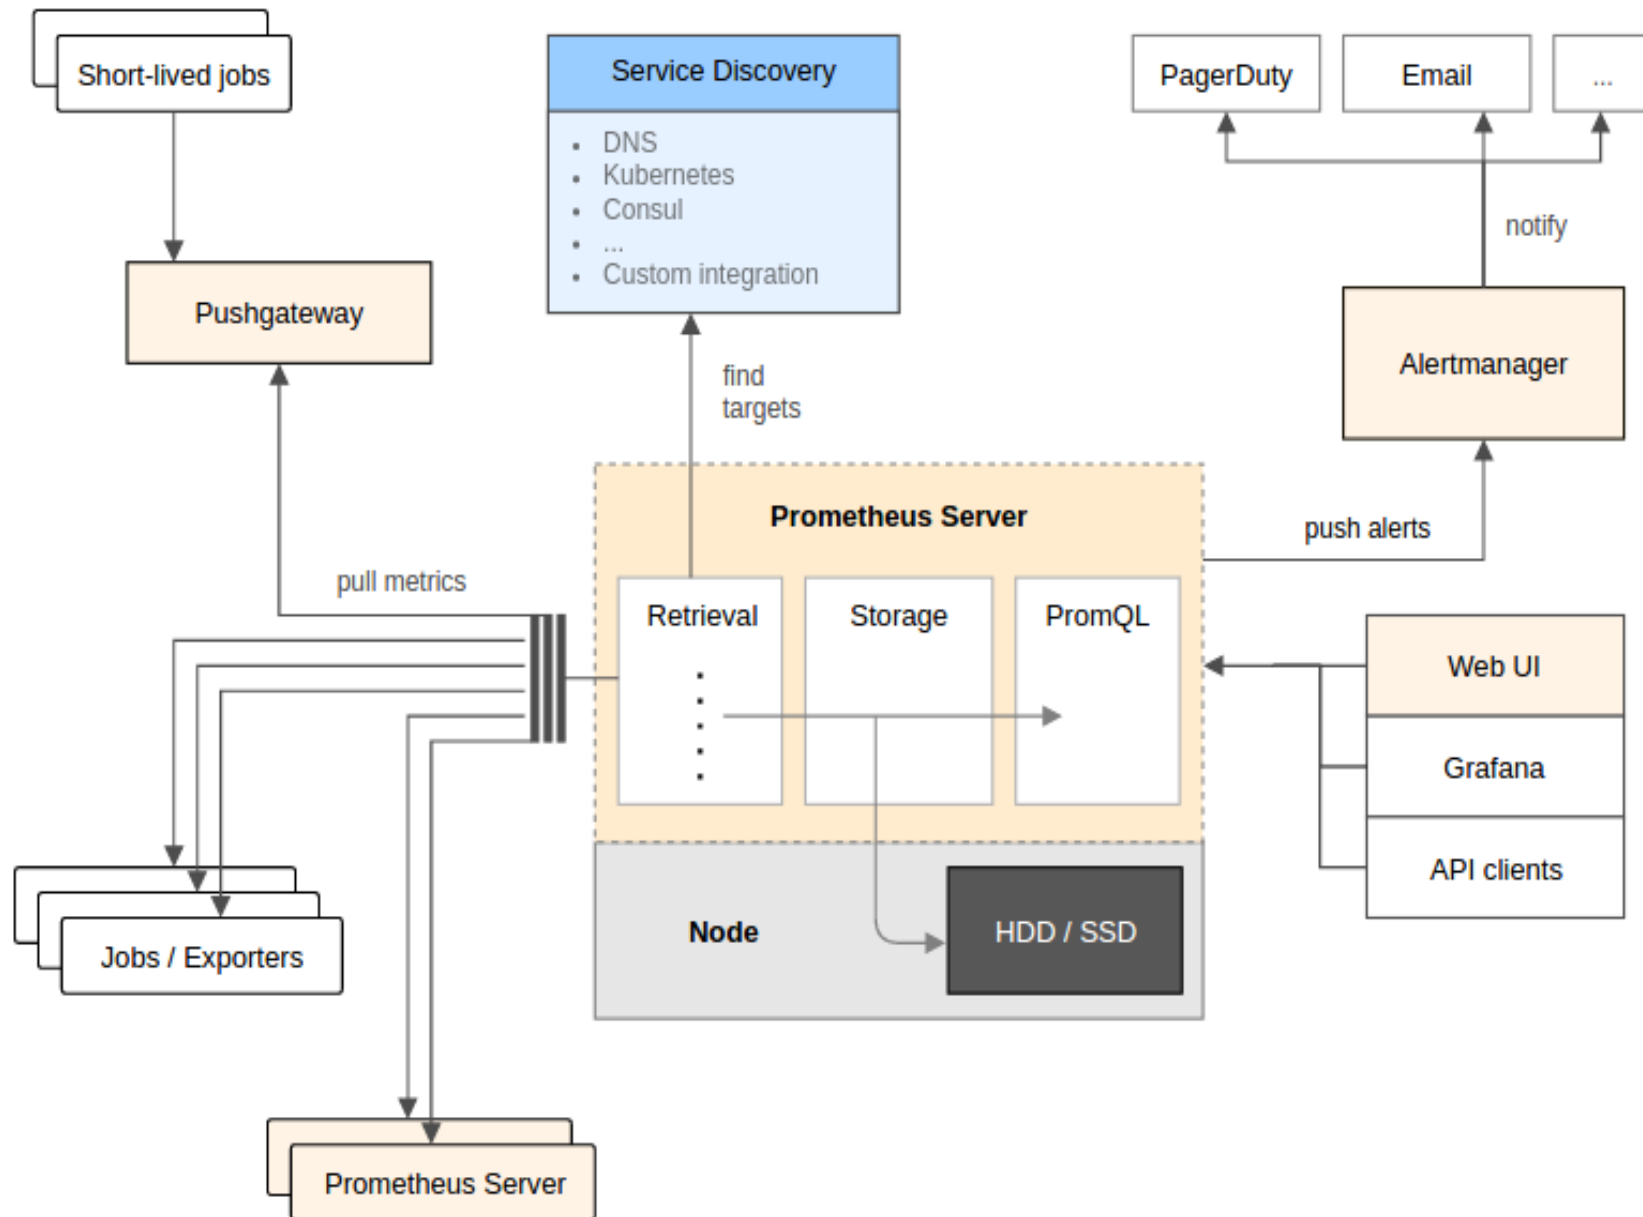 Short-lived jobs
Service Discovery
• DNS
• Kubernetes
• Consul
• ...
• Custom integration
PagerDuty
Email
...
notify
Pushgateway
Alertmanager
find
targets
Prometheus Server
push alerts
pull metrics
Retrieval
Storage
PromQL
Web UI
Grafana
API clients
Node
HDD / SSD
Jobs / Exporters
Prometheus Server